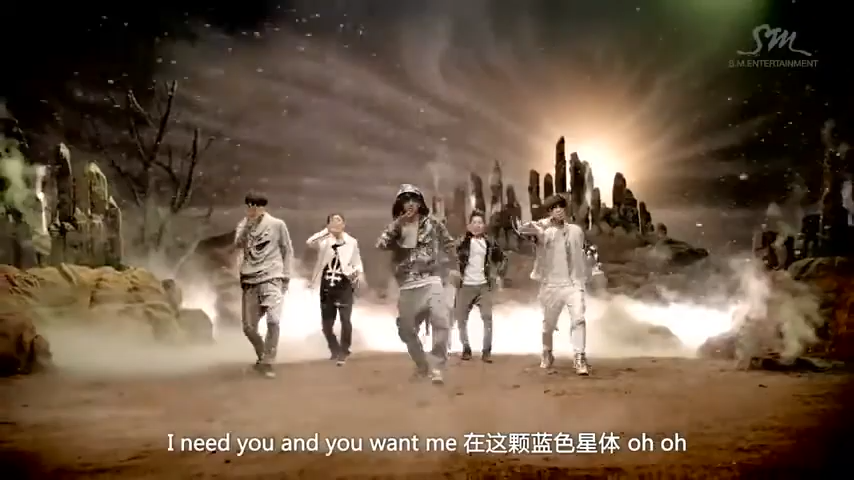 SM
S.M.ENTERTAINMENT
I need you and you want me 在这颗蓝色星体 oh oh